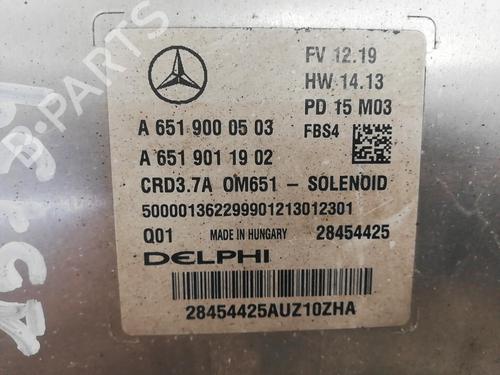 B-PARTS
FV 12.19
HW 14.13
PD 15 M03
A 651 900 05 03
FBS4
A 651 901 19 02
CRD3.7A OM651 - SOLENOID
500001362299901213012301
Q01 MADE IN HUNGARY 28454425
DELPHI
28454425AUZ10ZHA